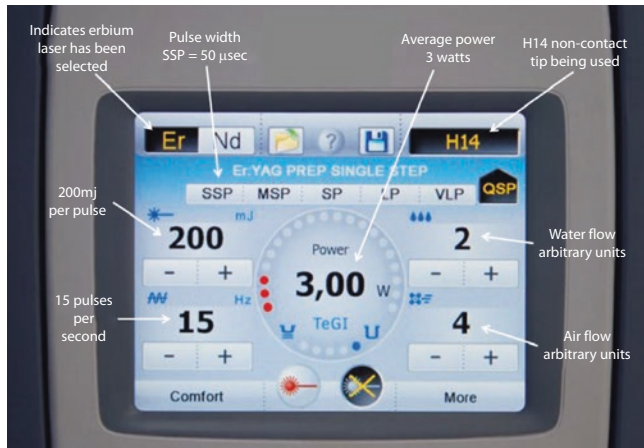 Indicates erbium
laser has been
selected
Pulse width
SSP = 50 μsec
Average power
3 watts
H14 non-contact
tip being used
Er Nd ? H14
Er:YAG PREP SINGLE STEP
SSP MSP SP LP VLP QSP
200mj
per pulse
mJ
200
- +
Power
3,00 W
TeGI
2
- +
Water flow
arbitrary units
15 pulses
per
second
Hz
15
- +
4
- +
Air flow
arbitrary units
Comfort
More